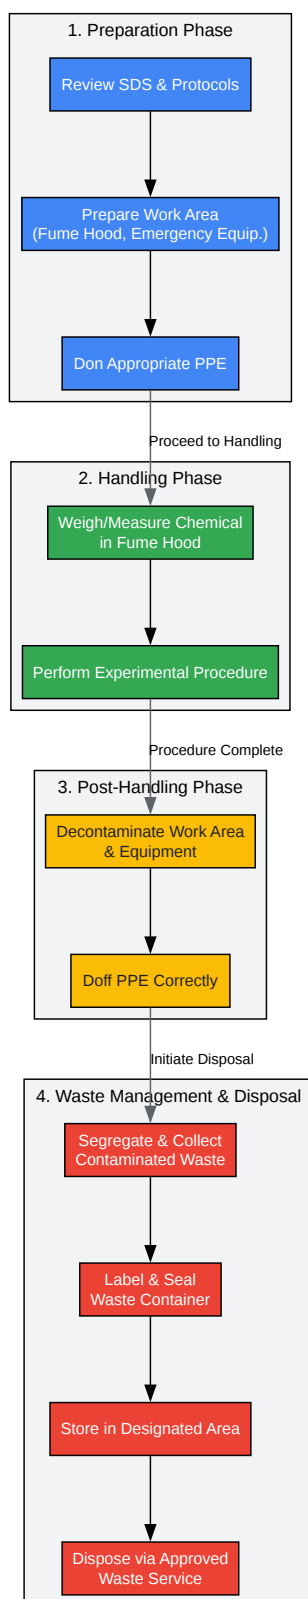 1. Preparation Phase
Review SDS & Protocols
Prepare Work Area
(Fume Hood, Emergency Equip.)
Don Appropriate PPE
Proceed to Handling
2. Handling Phase
Weigh/Measure Chemical
in Fume Hood
Perform Experimental Procedure
Procedure Complete
3. Post-Handling Phase
Decontaminate Work Area
& Equipment
Doff PPE Correctly
Initiate Disposal
4. Waste Management & Disposal
Segregate & Collect
Contaminated Waste
Label & Seal
Waste Container
Store in Designated Area
Dispose via Approved
Waste Service